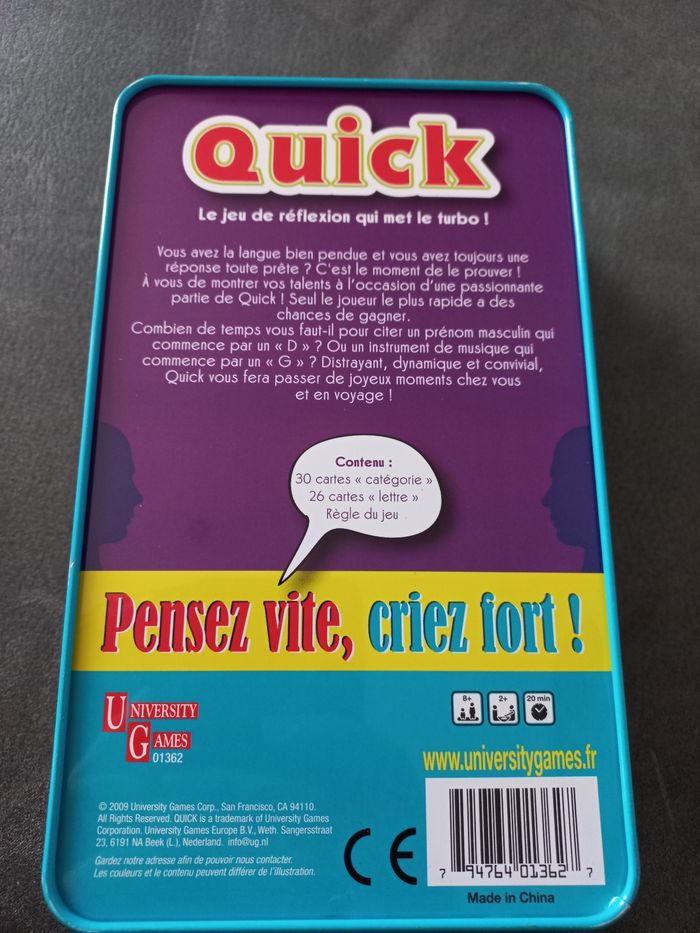 Quick
Le jeu de réflexion qui met le turbo !
Vous avez la langue bien pendue et vous avez toujours une
réponse toute prête ? C'est le moment de le prouver !
À vous de montrer vos talents à l'occasion d'une passionnante
partie de Quick ! Seul le joueur le plus rapide a des
chances de gagner.
Combien de temps vous faut-il pour citer un prénom masculin qui
commence par un « D » ? Ou un instrument de musique qui
commence par un « G » ? Distrayant, dynamique et convivial,
Quick vous fera passer de joyeux moments chez vous
et en voyage !
Contenu :
30 cartes « catégorie »
26 cartes « lettre »
Règle du jeu
Pensez vite, criez fort !
UNIVERSITY
GAMES
01362
8+
2+
20 min
www.universitygames.fr
© 2009 University Games Corp., San Francisco, CA 94110.
All Rights Reserved. QUICK is a trademark of University Games
Corporation. University Games Europe B.V., Weth. Sangersstraat
23, 6191 NA Beek (L.), Nederland. info@ug.nl
Gardez notre adresse afin de pouvoir nous contacter.
Les couleurs et le contenu peuvent différer de l'illustration.
CE
7 94764 01362 7
Made in China